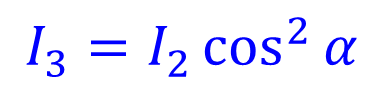 I₃ = I₂ cos² α